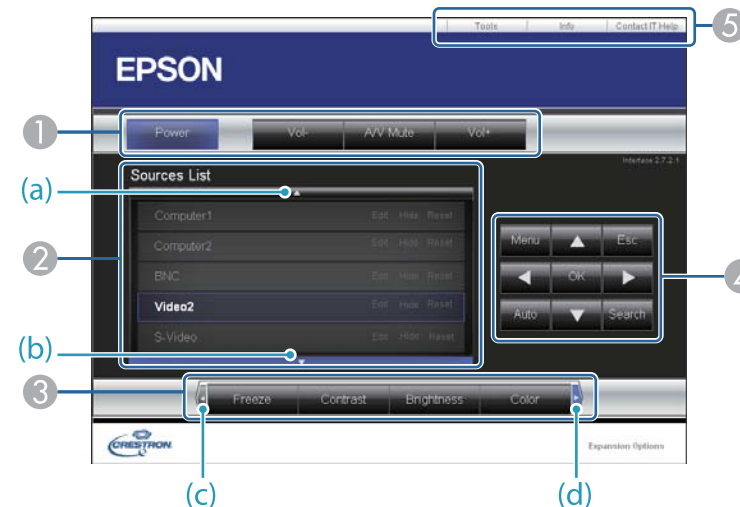 Tools Info Contact IT Help
5
EPSON
1
Power Vol- A/V Mute Vol+
Interface 2.7.2.1
Sources List
(a)
Computer1 Edit Hide Reset
Computer2 Edit Hide Reset
2
BNC Edit Hide Reset
Video2 Edit Hide Reset
S-Video Edit Hide Reset
(b)
Menu Esc
4
OK
Auto Search
3
Freeze Contrast Brightness Color
CRESTRON
Expansion Options
(c) (d)